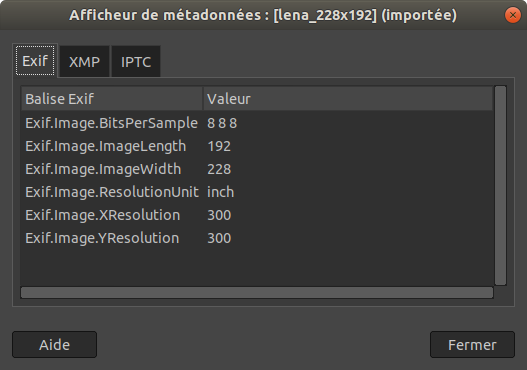 Afficheur de métadonnées : [lena_228x192] (importée)
Exif XMP IPTC
Balise Exif Valeur
Exif.Image.BitsPerSample 8 8 8
Exif.Image.ImageLength 192
Exif.Image.ImageWidth 228
Exif.Image.ResolutionUnit inch
Exif.Image.XResolution 300
Exif.Image.YResolution 300
Aide Fermer